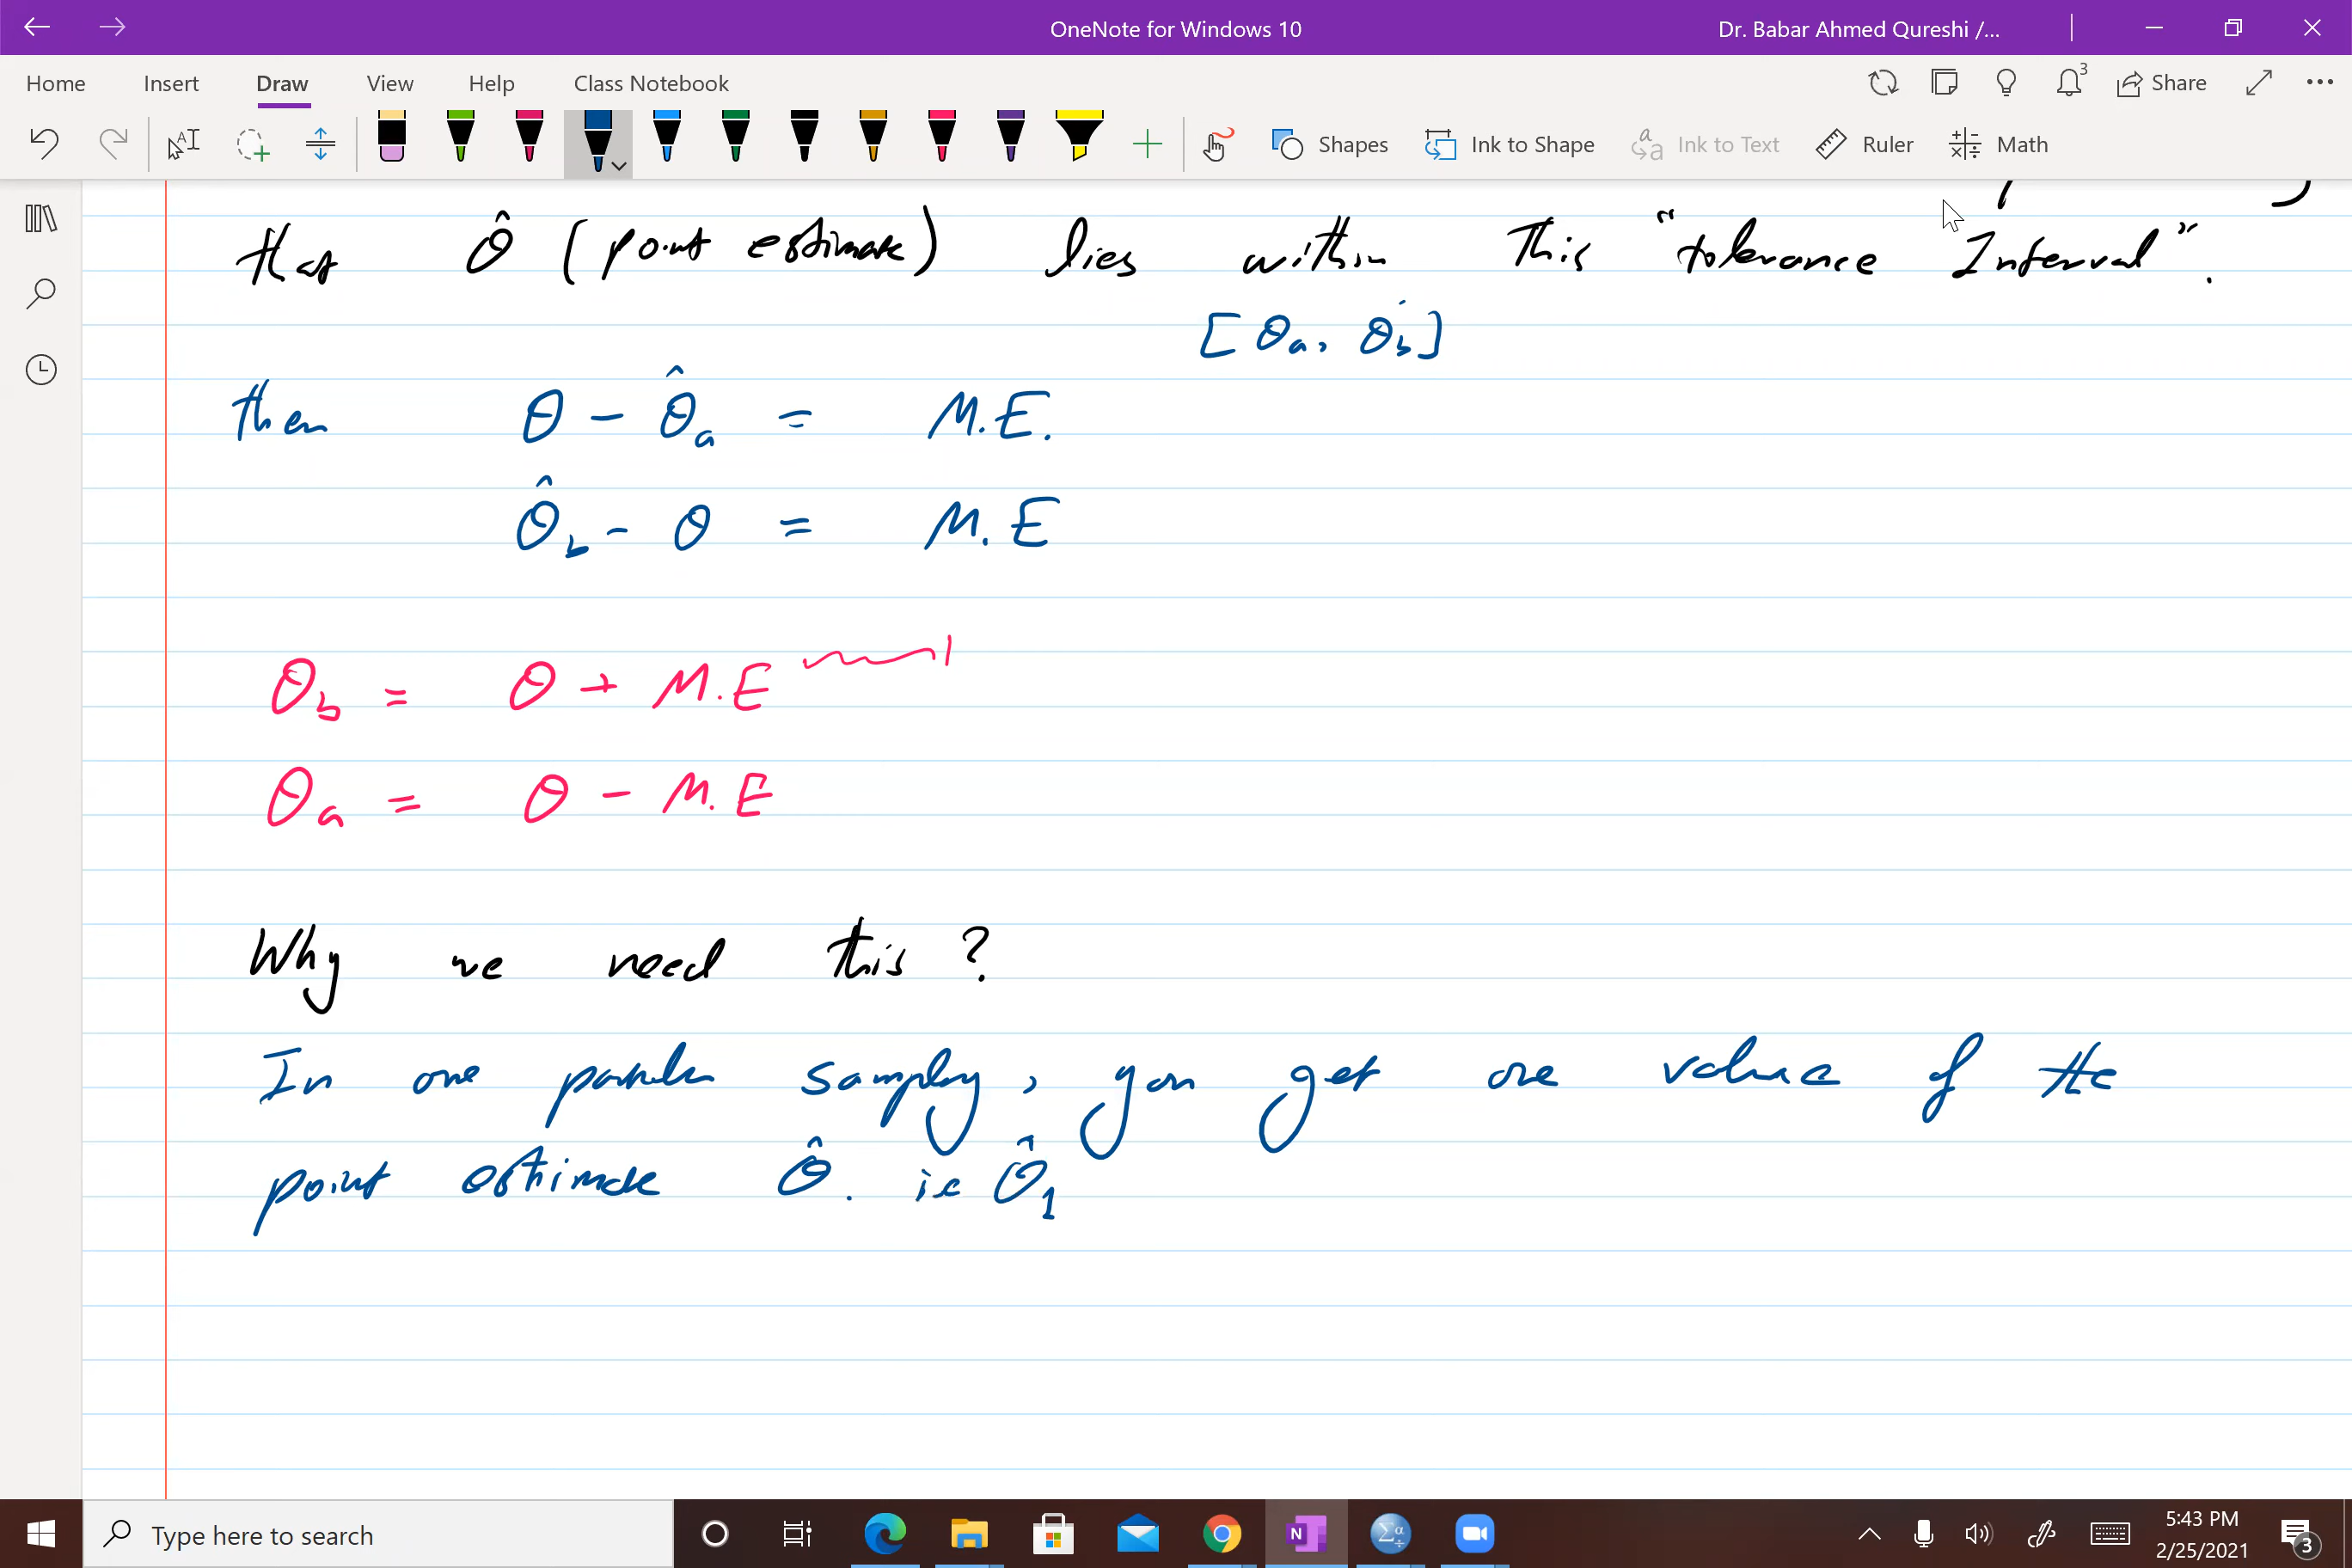 OneNote for Windows 10
Dr. Babar Ahmed Qureshi /...
Home Insert Draw View Help Class Notebook
3
Share
Shapes Ink to Shape Ink to Text Ruler Math
that θ̂ (point estimate) lies within This "tolerance Interval".
[θa, θb]
then θ - θ̂a = M.E.
θ̂b - θ = M.E
θb = θ + M.E
θa = θ - M.E
Why we need this?
In one sampling, you get one value of the
point estimate θ̂. ie θ̂1
Type here to search
5:43 PM
2/25/2021
3